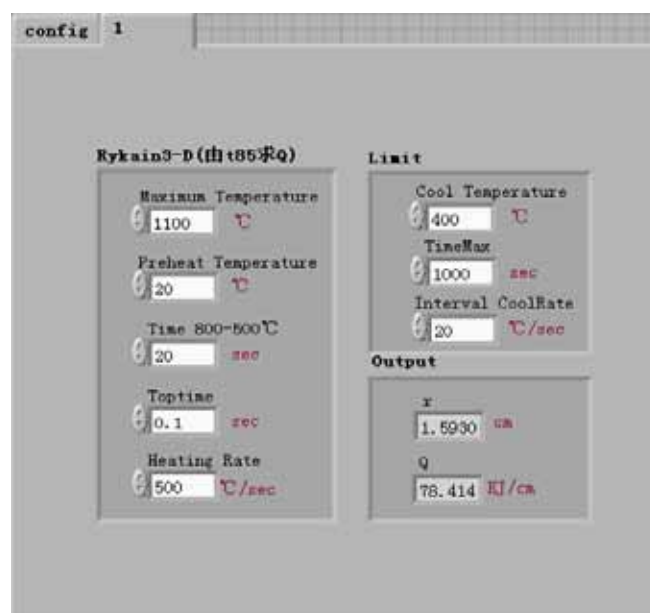 config 1
Rykain3-D(由t85求Q)
Maximum Temperature
1100 ℃
Preheat Temperature
20 ℃
Time 800-500℃
20 sec
Toptime
0.1 sec
Heating Rate
500 ℃/sec
Limit
Cool Temperature
400 ℃
TimeMax
1000 sec
Interval CoolRate
20 ℃/sec
Output
r
1.5930 cm
Q
78.414 KJ/cm